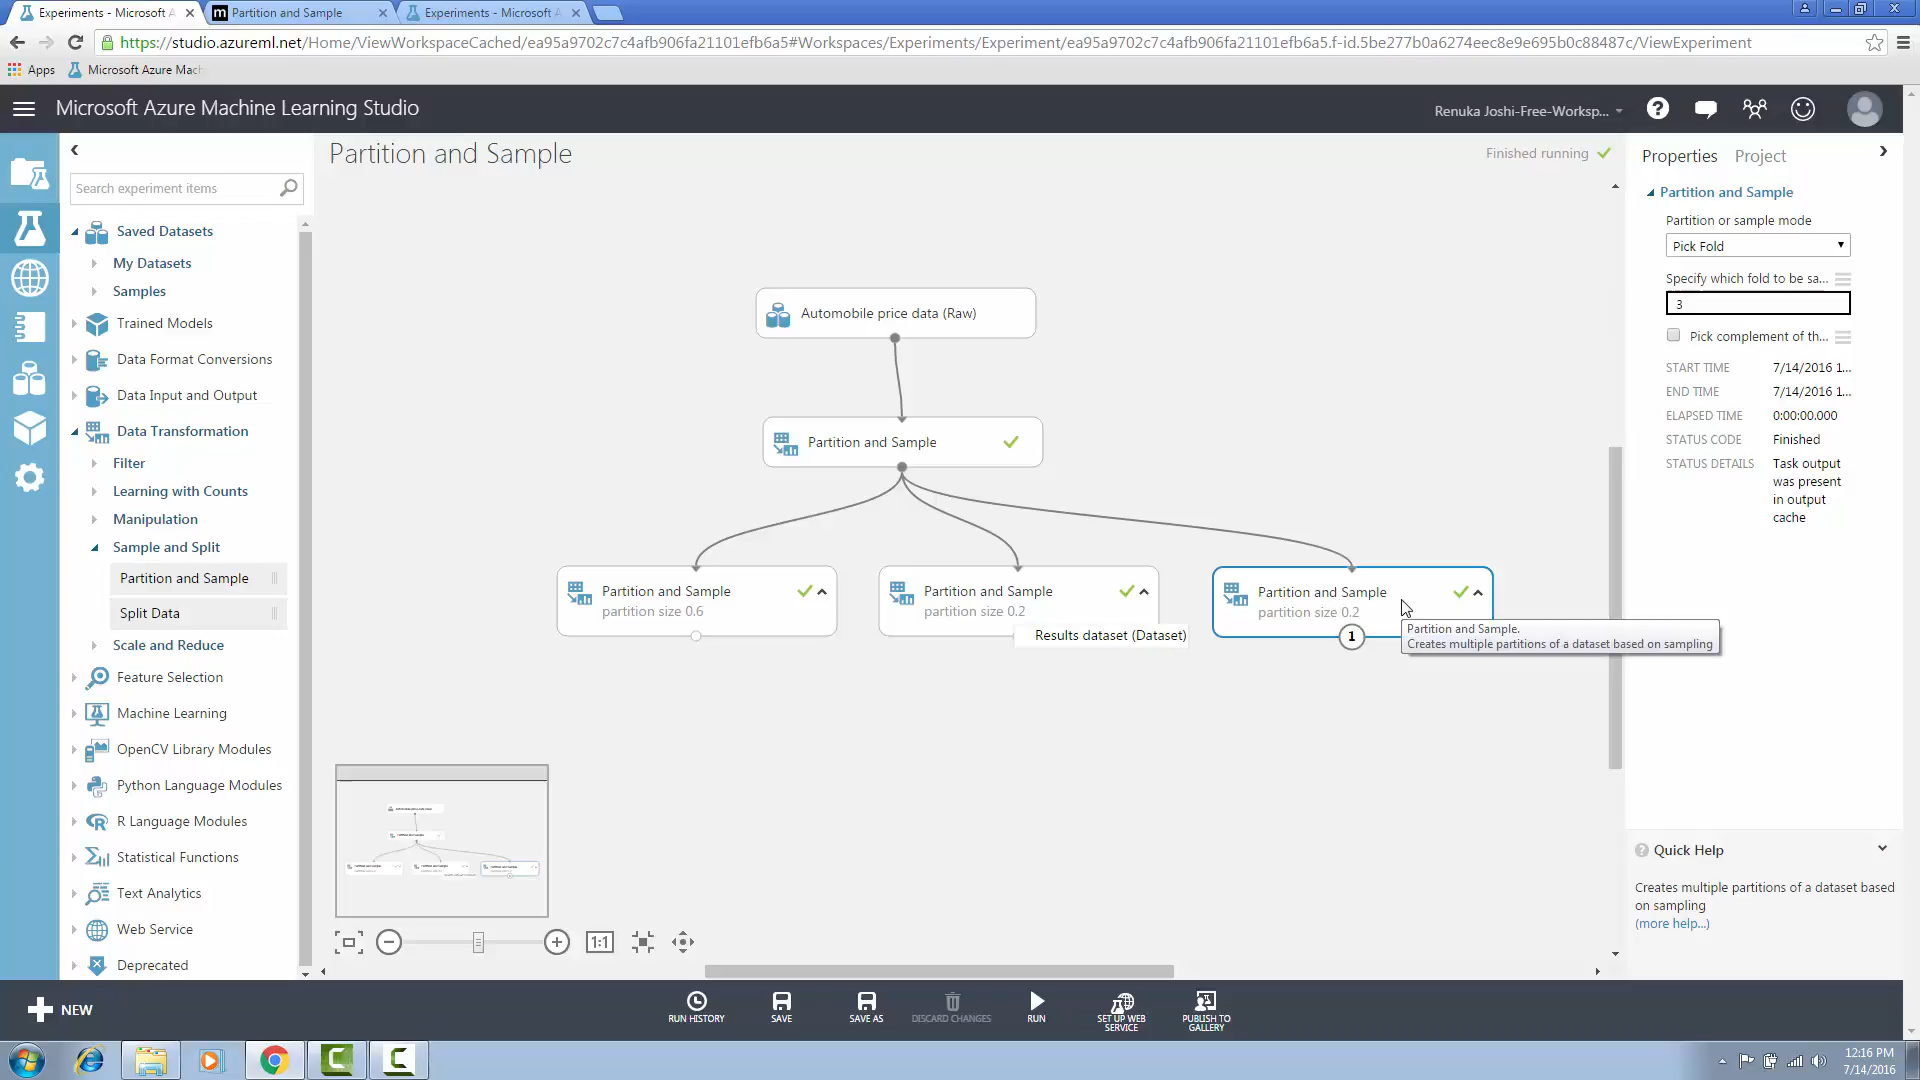 Experiments - Microsoft A
Partition and Sample
Experiments - Microsoft A
https://studio.azureml.net/Home/ViewWorkspaceCached/ea95a9702c7c4afb906fa21101efb6a5#Workspaces/Experiments/Experiment/ea95a9702c7c4afb906fa21101efb6a5.f-id.5be277b0a6274eec8e9e695b0c88487c/ViewExperiment
Apps
Microsoft Azure Mac
Microsoft Azure Machine Learning Studio
Renuka Joshi-Free-Worksp...
Search experiment items
Saved Datasets
My Datasets
Samples
Trained Models
Data Format Conversions
Data Input and Output
Data Transformation
Filter
Learning with Counts
Manipulation
Sample and Split
Partition and Sample
Split Data
Scale and Reduce
Feature Selection
Machine Learning
OpenCV Library Modules
Python Language Modules
R Language Modules
Statistical Functions
Text Analytics
Web Service
Deprecated
Partition and Sample
Finished running
Automobile price data (Raw)
Partition and Sample
Partition and Sample
partition size 0.6
Partition and Sample
partition size 0.2
Results dataset (Dataset)
Partition and Sample
partition size 0.2
1
Partition and Sample.
Creates multiple partitions of a dataset based on sampling
1:1
Properties
Project
Partition and Sample
Partition or sample mode
Pick Fold
Specify which fold to be sa...
3
Pick complement of th...
START TIME 7/14/2016 1...
END TIME 7/14/2016 1...
ELAPSED TIME 0:00:00.000
STATUS CODE Finished
STATUS DETAILS Task output
was present
in output
cache
Quick Help
Creates multiple partitions of a dataset based
on sampling
(more help...)
NEW
RUN HISTORY
SAVE
SAVE AS
DISCARD CHANGES
RUN
SET UP WEB
SERVICE
PUBLISH TO
GALLERY
12:16 PM
7/14/2016